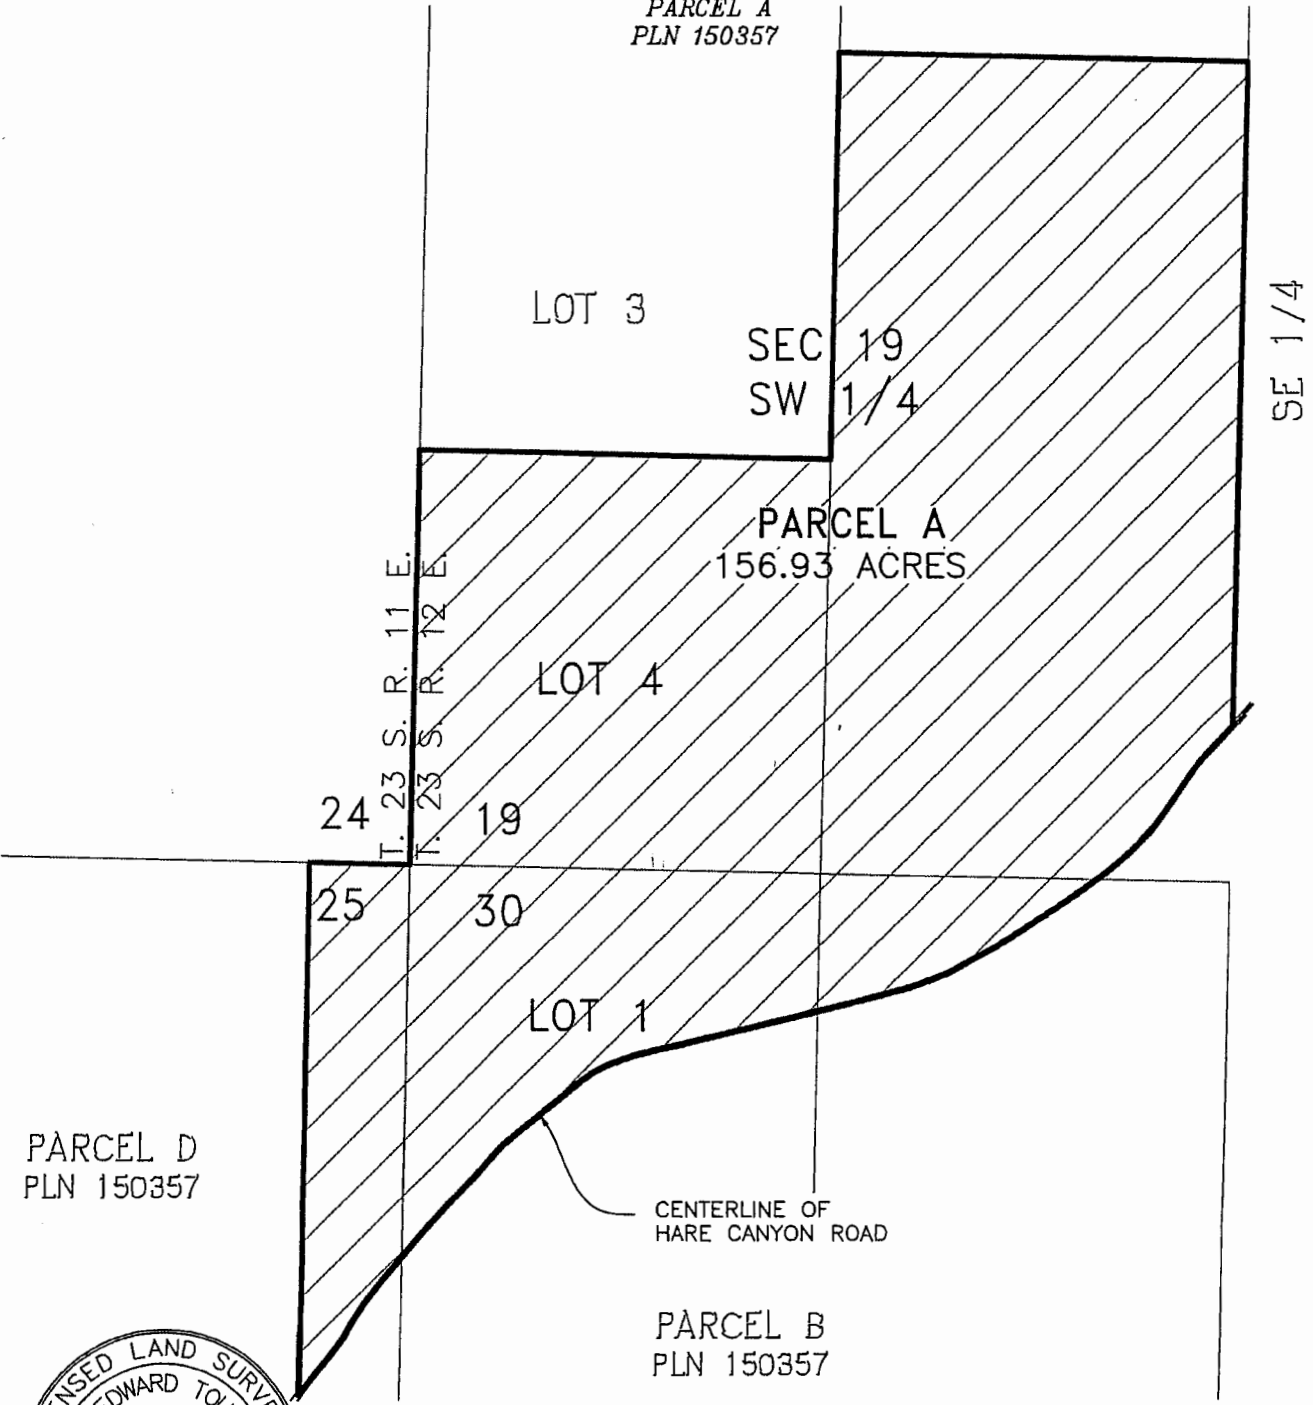 PARCEL A
PLN 150357
LOT 3
SEC 19
SW 1/4
SE 1/4
PARCEL A
156.93 ACRES
T. 23 S. R. 11 E.
T. 23 S. R. 12 E.
LOT 4
24
19
25
30
LOT 1
PARCEL D
PLN 150357
CENTERLINE OF
HARE CANYON ROAD
PARCEL B
PLN 150357
LAND